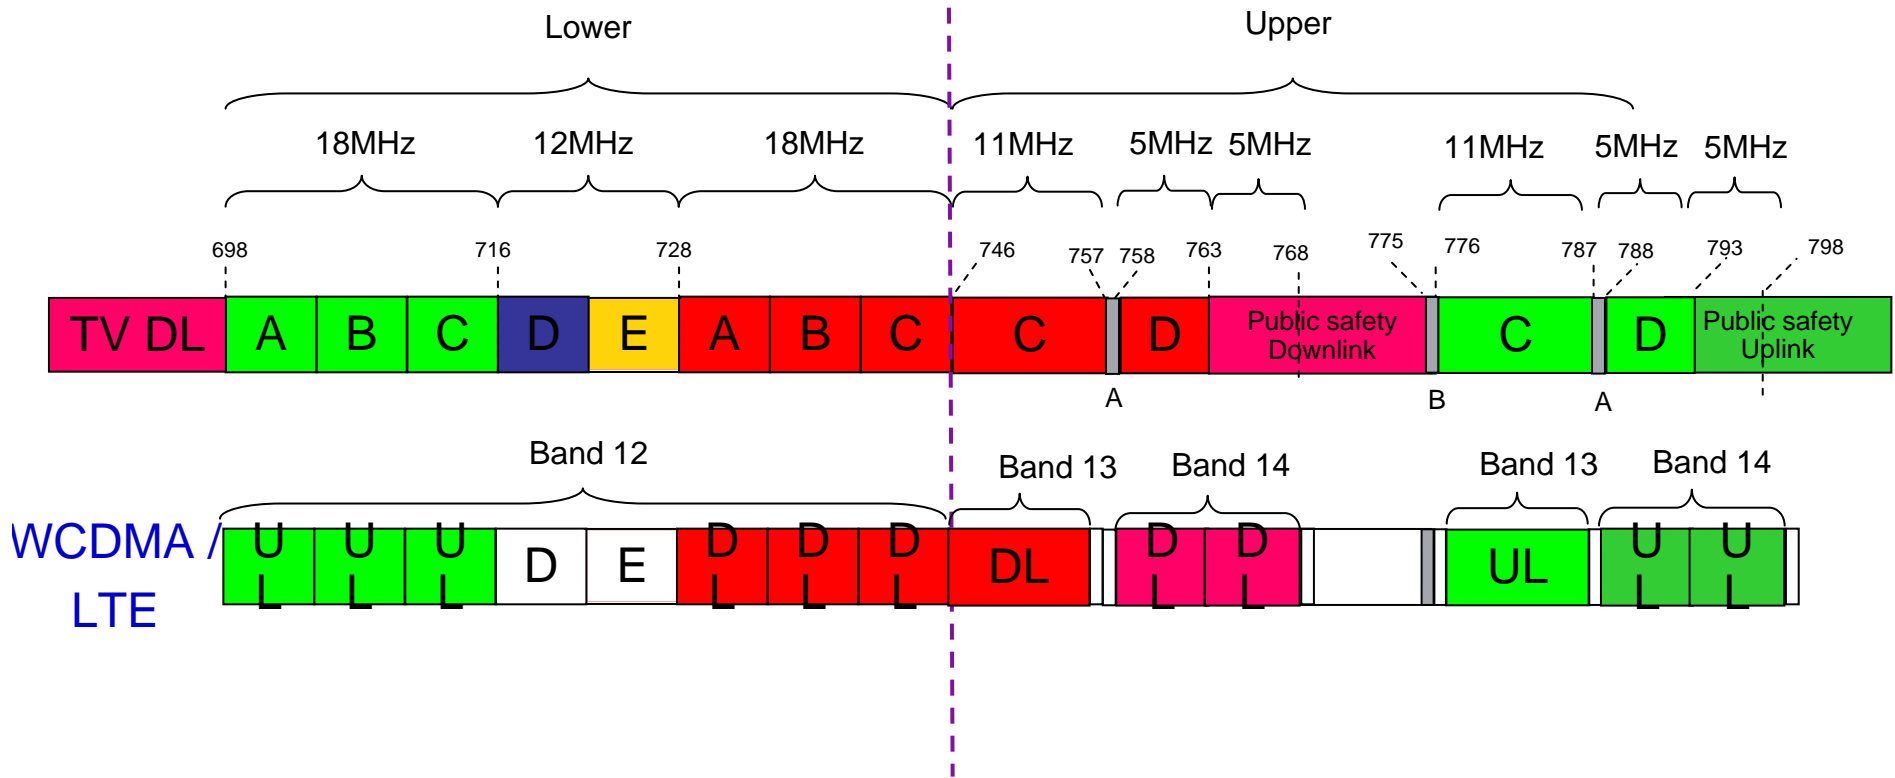 Lower Upper
18MHz 12MHz 18MHz 11MHz 5MHz 5MHz 11MHz 5MHz 5MHz
698 716 728 746 757 758 763 768 775 776 787 788 793 798
TV DL A B C D E A B C C D Public safety Downlink C D Public safety Uplink
A B A
Band 12 Band 13 Band 14 Band 13 Band 14
WCDMA / LTE
UL UL UL D E DL DL DL DL DL DL UL UL UL